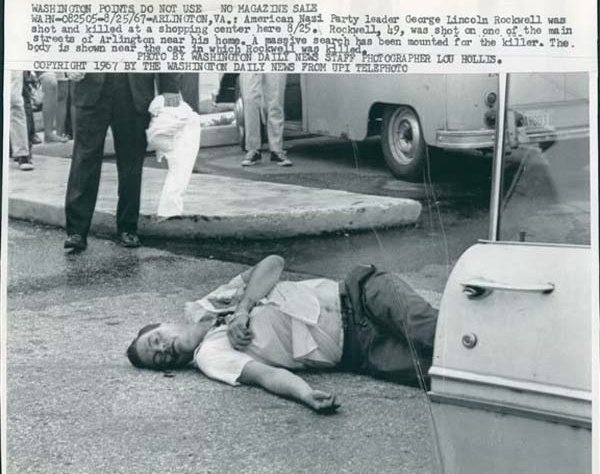 WASHINGTON POINTS DO NOT USE NO MAGAZINE SALE
WAPN-082505-8/25/67-ARLINGTON,VA.: American Nazi Party leader George Lincoln Rockwell was
shot and killed at a shopping center here 8/25. Rockwell, 49, was shot on one of the main
streets of Arlington near his home. A massive search has been mounted for the killer. The
body is shown near the car in which Rockwell was killed.
PHOTO BY WASHINGTON DAILY NEWS STAFF PHOTOGRAPHER LOU HOLLIS.
COPYRIGHT 1967 BY THE WASHINGTON DAILY NEWS FROM UPI TELEPHOTO